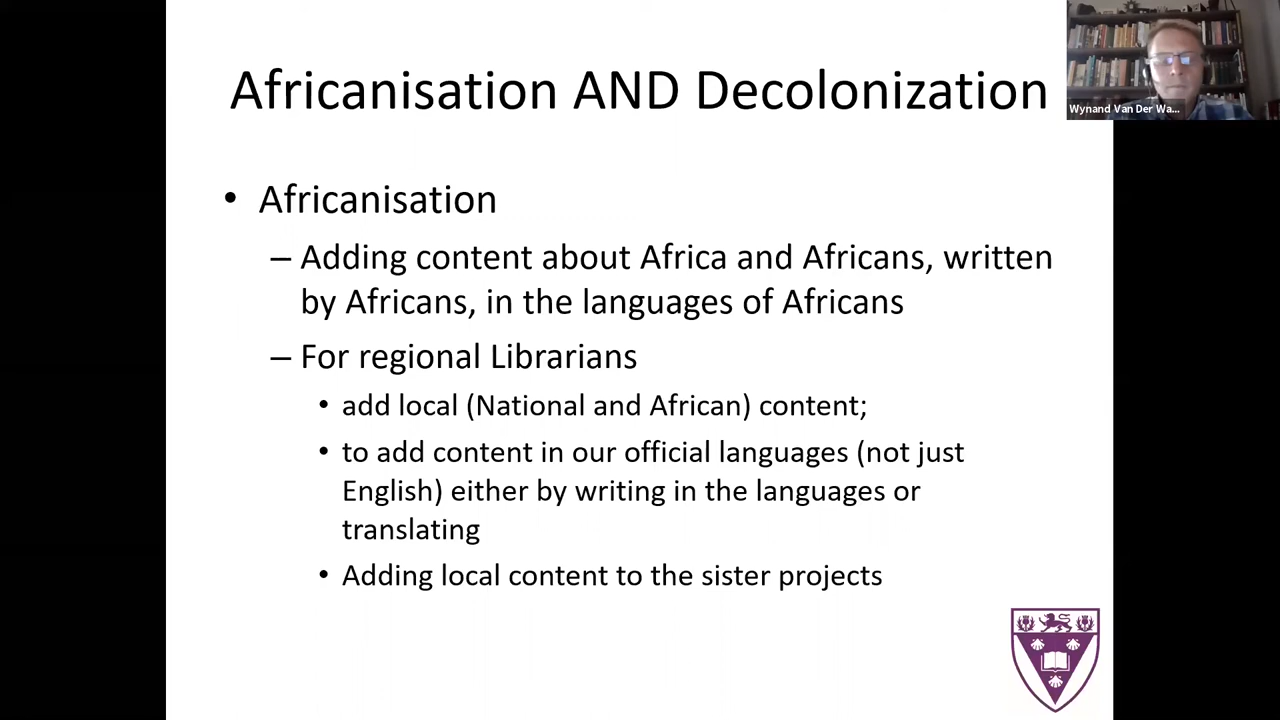 Africanisation AND Decolonization
Wynand Van Der Wa...
• Africanisation
– Adding content about Africa and Africans, written
by Africans, in the languages of Africans
– For regional Librarians
• add local (National and African) content;
• to add content in our official languages (not just
English) either by writing in the languages or
translating
• Adding local content to the sister projects